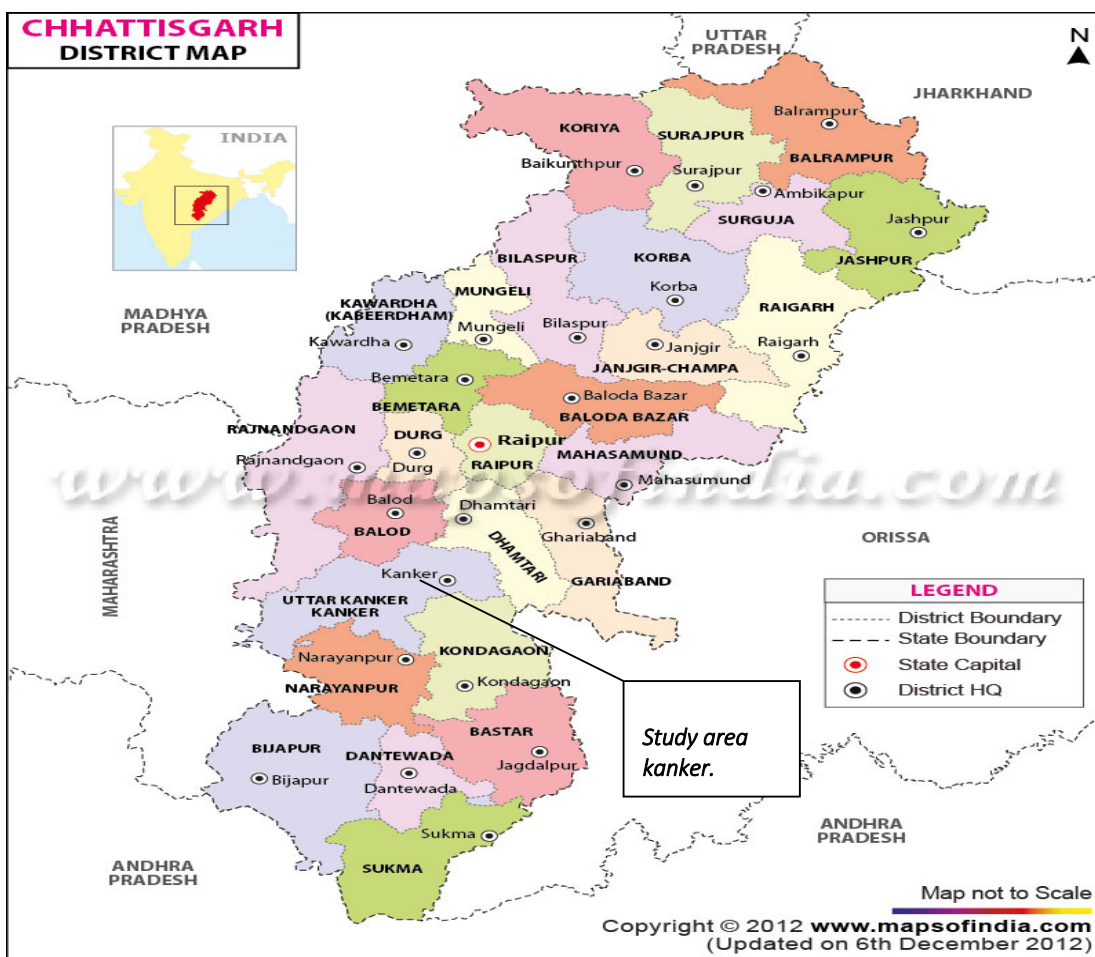 CHHATTISGARH
DISTRICT MAP
UTTAR
PRADESH
N
JHARKHAND
INDIA
KORIYA
Baikunthpur
SURAJPUR
Surajpur
Balrampur
BALRAMPUR
Ambikapur
SURGUJA
Jashpur
JASHPUR
MADHYA
PRADESH
BILASPUR
Bilaspur
KORBA
Korba
RAIGARH
Raigarh
KAWARDHA
(KABEERDHAM)
Kawardha
MUNGELI
Mungeli
Janjgir
JANJGIR-CHAMPA
Bemetara
BEMETARA
Baloda Bazar
BALODA BAZAR
RAJNANDGAON
Rajnandgaon
DURG
Durg
Raipur
RAIPUR
MAHASAMUND
Mahasumund
www.mapsofindia.com
Balod
BALOD
Dhamtari
DHAMTARI
Ghariaband
GARIABAND
MAHARASHTRA
ORISSA
Kanker
UTTAR KANKER
KANKER
LEGEND
District Boundary
State Boundary
State Capital
District HQ
Narayanpur
NARAYANPUR
KONDAGAON
Kondagaon
Study area
kanker.
BIJAPUR
Bijapur
DANTEWADA
Dantewada
BASTAR
Jagdalpur
Sukma
SUKMA
ANDHRA
PRADESH
ANDHRA
PRADESH
Map not to Scale
Copyright © 2012 www.mapsofindia.com
(Updated on 6th December 2012)